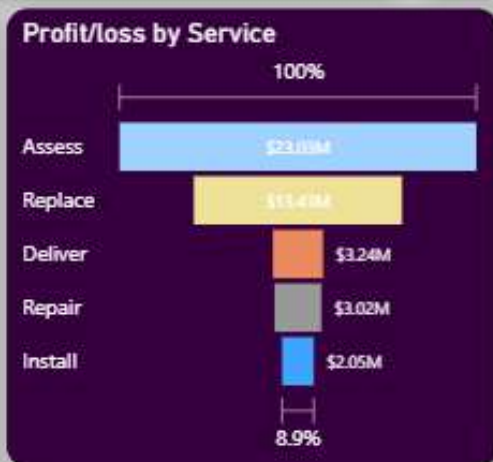 Profit/loss by Service
100%
Assess
Replace
Deliver $3.24M
Repair $3.02M
Install $2.05M
8.9%